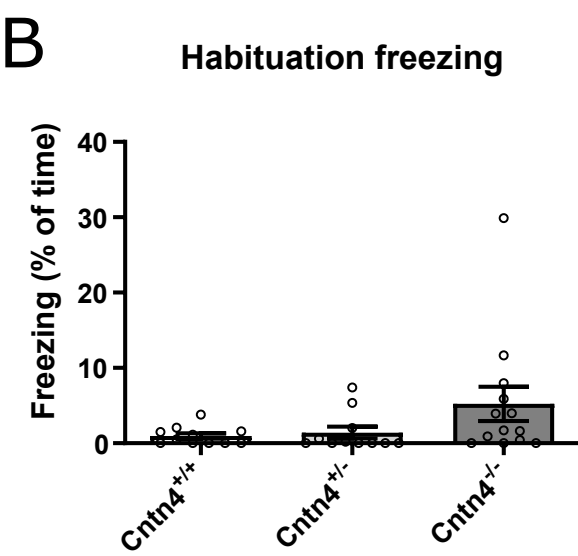 B
Habituation freezing
Freezing (% of time)
40
30
20
10
0
Cntn4+/+
Cntn4+/-
Cntn4-/-